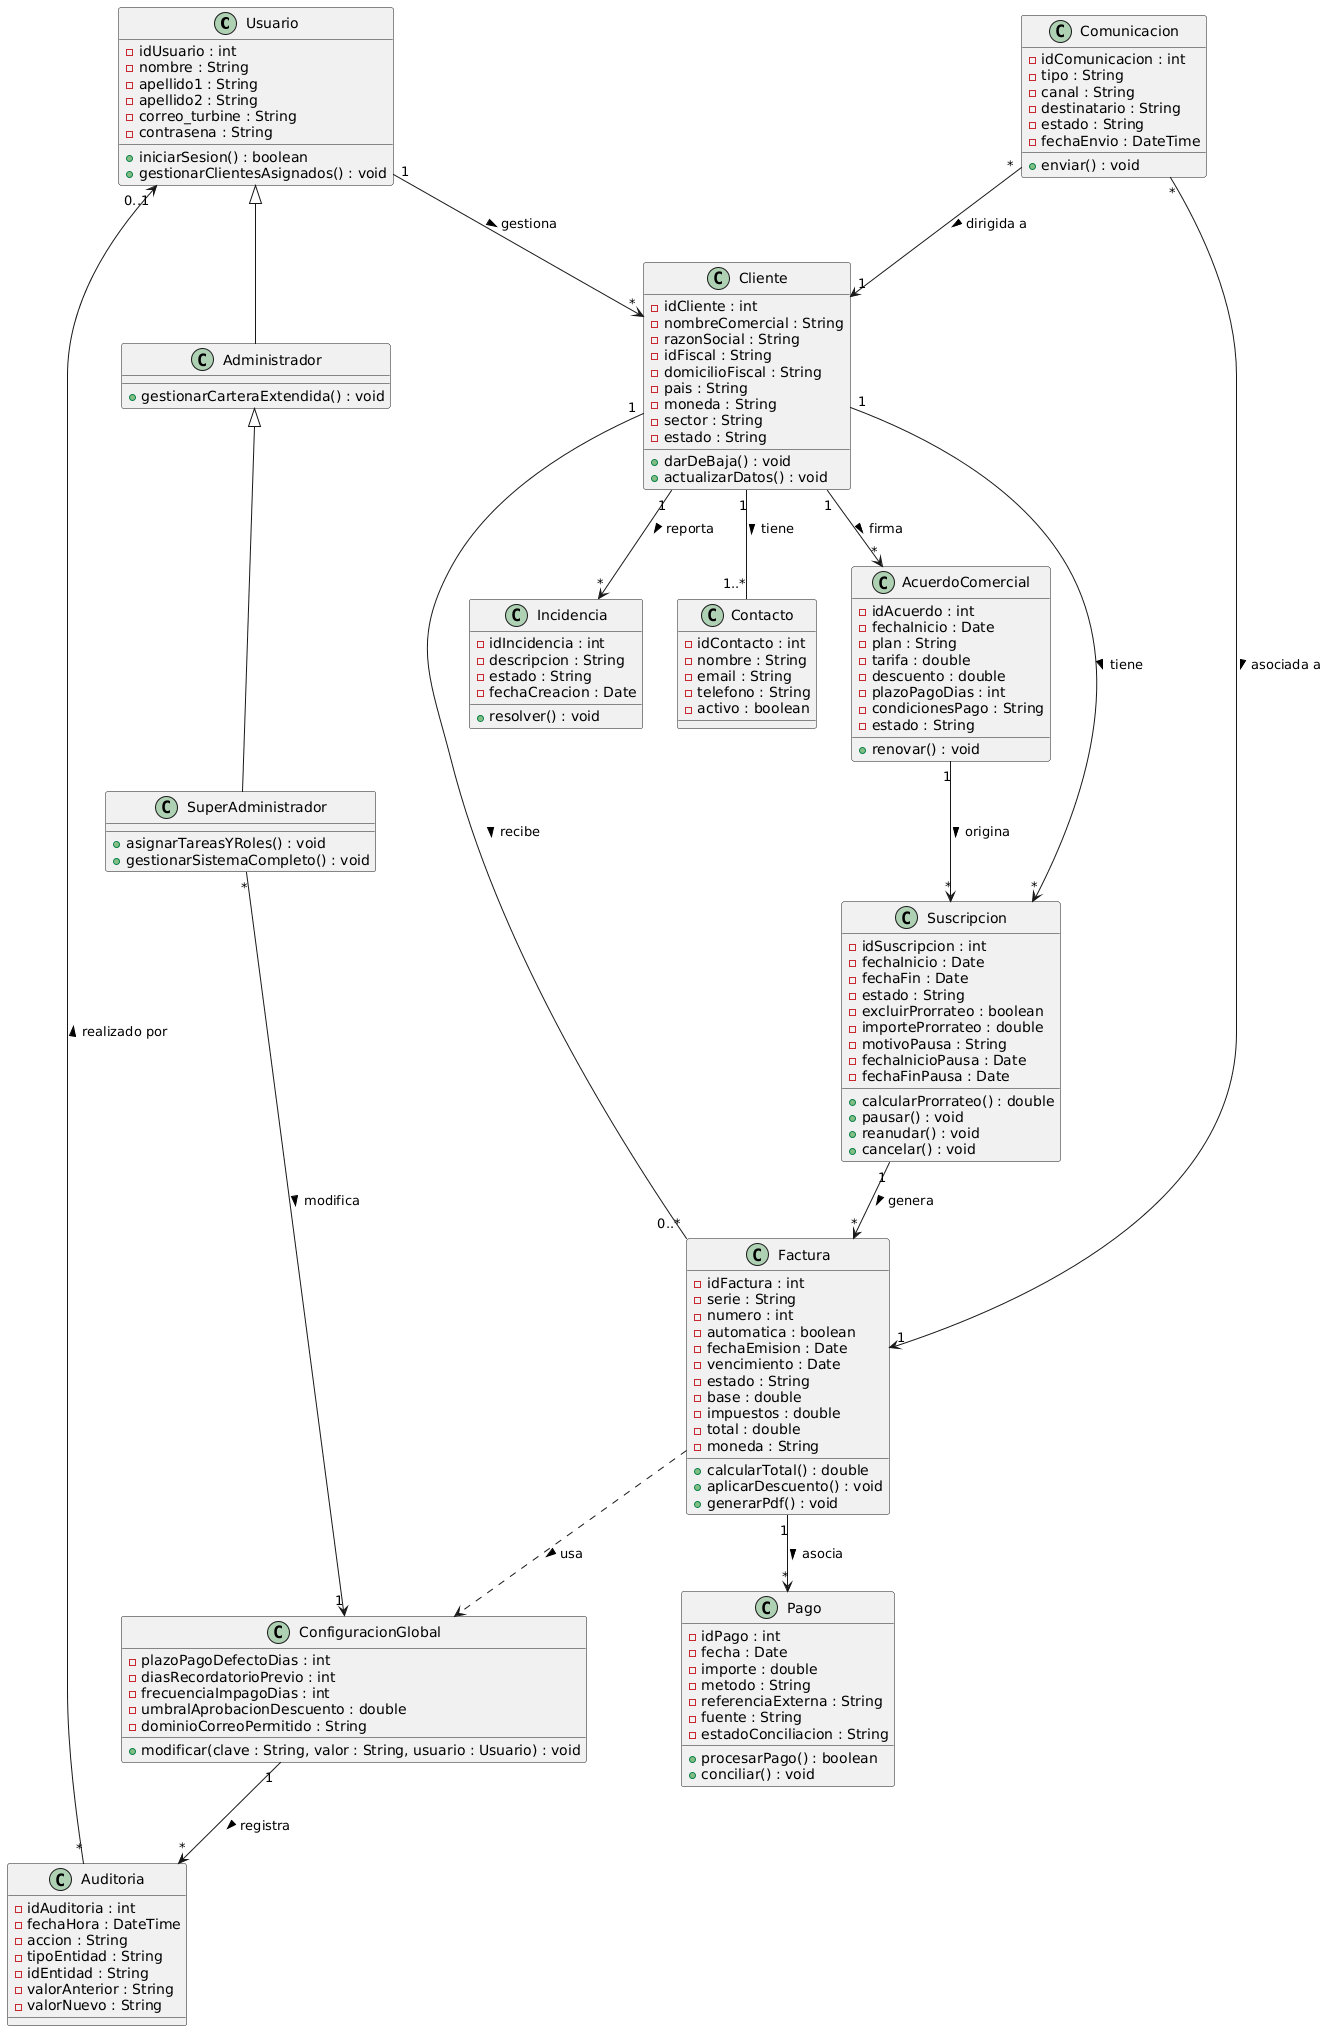 Usuario
idUsuario : int
nombre : String
apellido1 : String
apellido2 : String
correo_turbine : String
contrasena : String
iniciarSesion() : boolean
gestionarClientesAsignados() : void
Comunicacion
idComunicacion : int
tipo : String
canal : String
destinatario : String
estado : String
fechaEnvio : DateTime
enviar() : void
0..1
1
gestiona
*
*
dirigida a
1
*
Cliente
idCliente : int
nombreComercial : String
razonSocial : String
idFiscal : String
domicilioFiscal : String
pais : String
moneda : String
sector : String
estado : String
darDeBaja() : void
actualizarDatos() : void
Administrador
gestionarCarteraExtendida() : void
1
1
1
reporta
*
1
tiene
1..*
1
firma
*
Incidencia
idIncidencia : int
descripcion : String
estado : String
fechaCreacion : Date
resolver() : void
Contacto
idContacto : int
nombre : String
email : String
telefono : String
activo : boolean
AcuerdoComercial
idAcuerdo : int
fechaInicio : Date
plan : String
tarifa : double
descuento : double
plazoPagoDias : int
condicionesPago : String
estado : String
renovar() : void
tiene
asociada a
SuperAdministrador
asignarTareasYRoles() : void
gestionarSistemaCompleto() : void
*
recibe
1
origina
*
*
Suscripcion
idSuscripcion : int
fechaInicio : Date
fechaFin : Date
estado : String
excluirProrrateo : boolean
importeProrrateo : double
motivoPausa : String
fechaInicioPausa : Date
fechaFinPausa : Date
calcularProrrateo() : double
pausar() : void
reanudar() : void
cancelar() : void
realizado por
modifica
1
genera
*
0..*
Factura
idFactura : int
serie : String
numero : int
automatica : boolean
fechaEmision : Date
vencimiento : Date
estado : String
base : double
impuestos : double
total : double
moneda : String
calcularTotal() : double
aplicarDescuento() : void
generarPdf() : void
1
usa
1
asocia
*
1
ConfiguracionGlobal
plazoPagoDefectoDias : int
diasRecordatorioPrevio : int
frecuenciaImpagoDias : int
umbralAprobacionDescuento : double
dominioCorreoPermitido : String
modificar(clave : String, valor : String, usuario : Usuario) : void
Pago
idPago : int
fecha : Date
importe : double
metodo : String
referenciaExterna : String
fuente : String
estadoConciliacion : String
procesarPago() : boolean
conciliar() : void
1
registra
*
*
Auditoria
idAuditoria : int
fechaHora : DateTime
accion : String
tipoEntidad : String
idEntidad : String
valorAnterior : String
valorNuevo : String